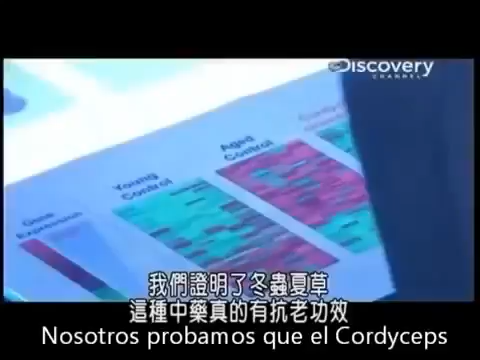 Discovery
CHANNEL
Young
Control
Aged
Control
Gene
Expression
我們證明了冬蟲夏草
這種中藥真的有抗老功效
Nosotros probamos que el Cordyceps